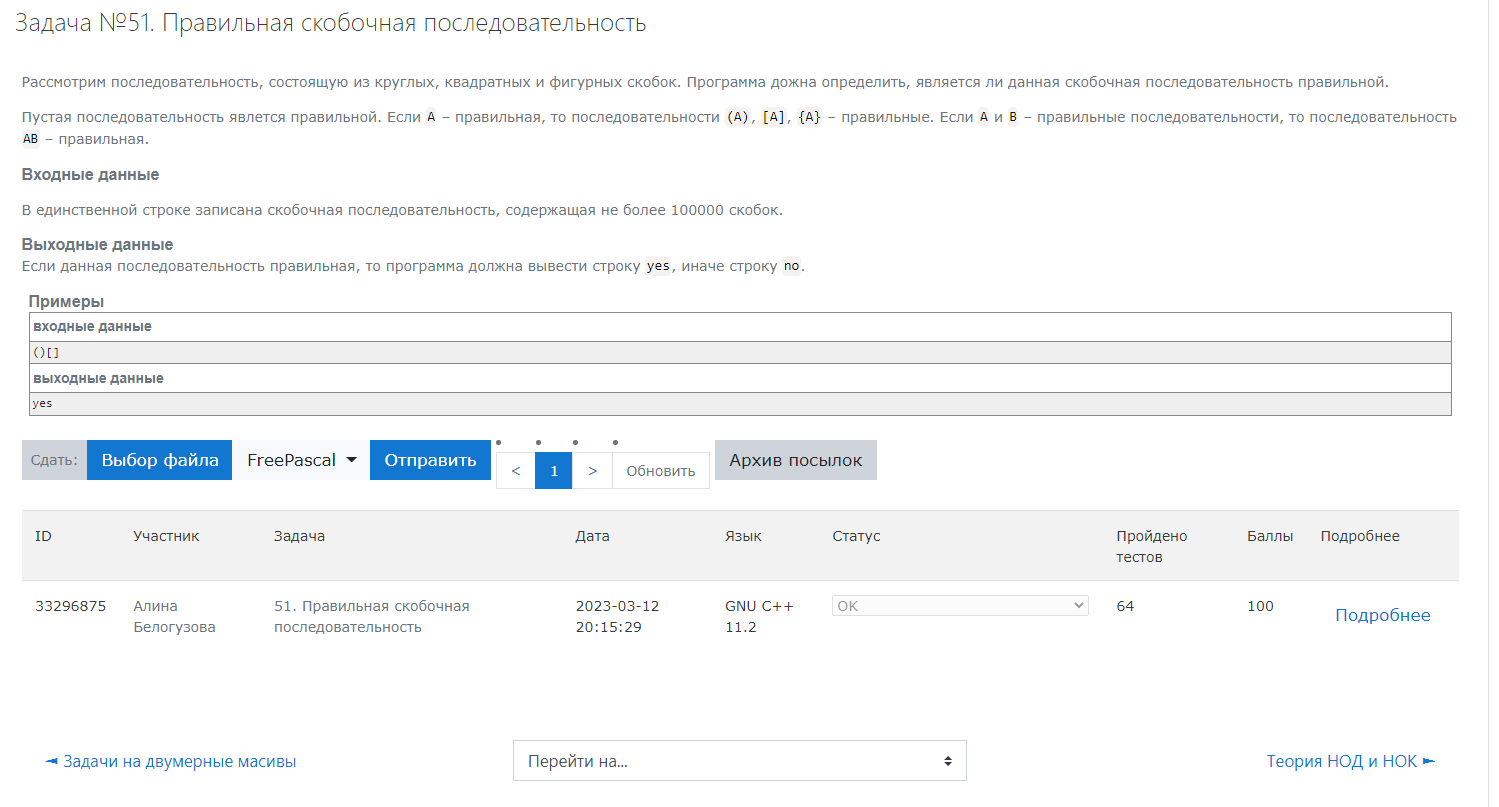 Задача №51. Правильная скобочная последовательность
Рассмотрим последовательность, состоящую из круглых, квадратных и фигурных скобок. Программа дожна определить, является ли данная скобочная последовательность правильной.
Пустая последовательность явлется правильной. Если A – правильная, то последовательности (A), [A], {A} – правильные. Если A и B – правильные последовательности, то последовательность
AB – правильная.
Входные данные
В единственной строке записана скобочная последовательность, содержащая не более 100000 скобок.
Выходные данные
Если данная последовательность правильная, то программа должна вывести строку yes, иначе строку no.
Примеры
входные данные
()[]
выходные данные
yes
Сдать: Выбор файла FreePascal Отправить < 1 > Обновить Архив посылок
ID Участник Задача Дата Язык Статус Пройдено тестов Баллы Подробнее
33296875 Алина Белогузова 51. Правильная скобочная последовательность 2023-03-12 20:15:29 GNU C++ 11.2 OK 64 100 Подробнее
◄ Задачи на двумерные масивы Перейти на... Теория НОД и НОК ►